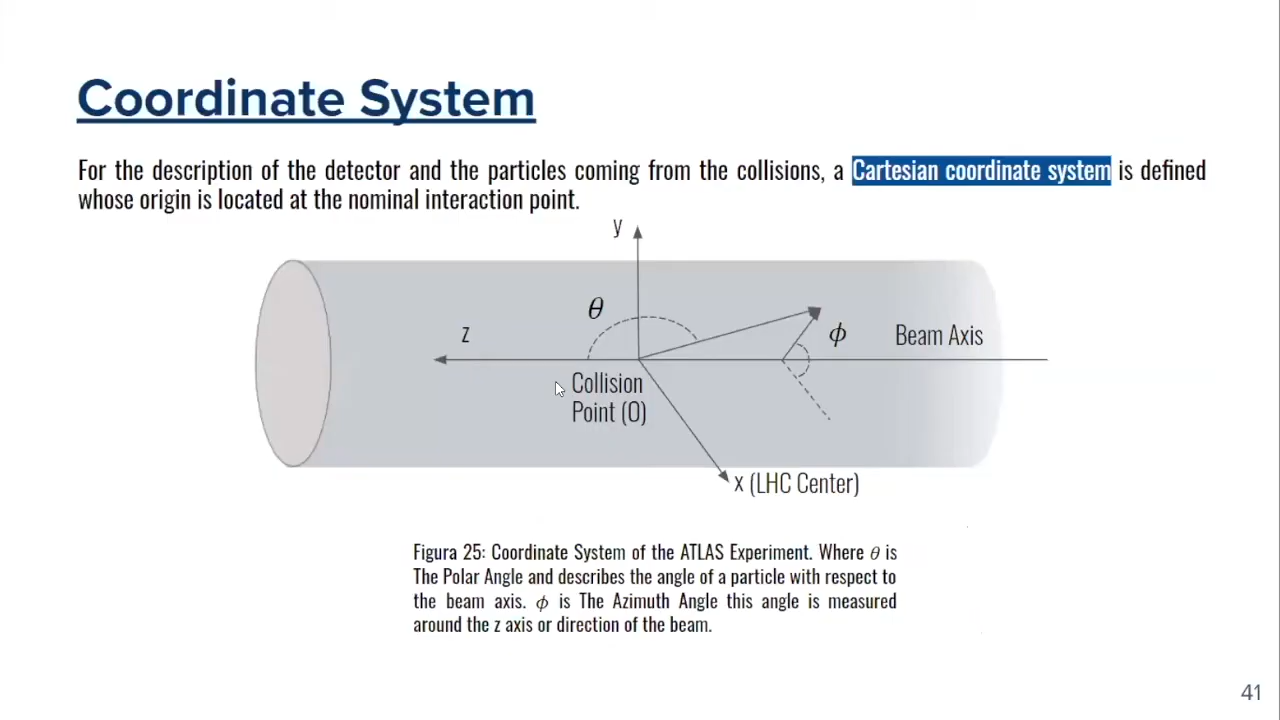 Coordinate System
For the description of the detector and the particles coming from the collisions, a Cartesian coordinate system is defined
whose origin is located at the nominal interaction point.
y
θ
z
ϕ
Beam Axis
Collision
Point (O)
x (LHC Center)
Figura 25: Coordinate System of the ATLAS Experiment. Where θ is
The Polar Angle and describes the angle of a particle with respect to
the beam axis. ϕ is The Azimuth Angle this angle is measured
around the z axis or direction of the beam.
41